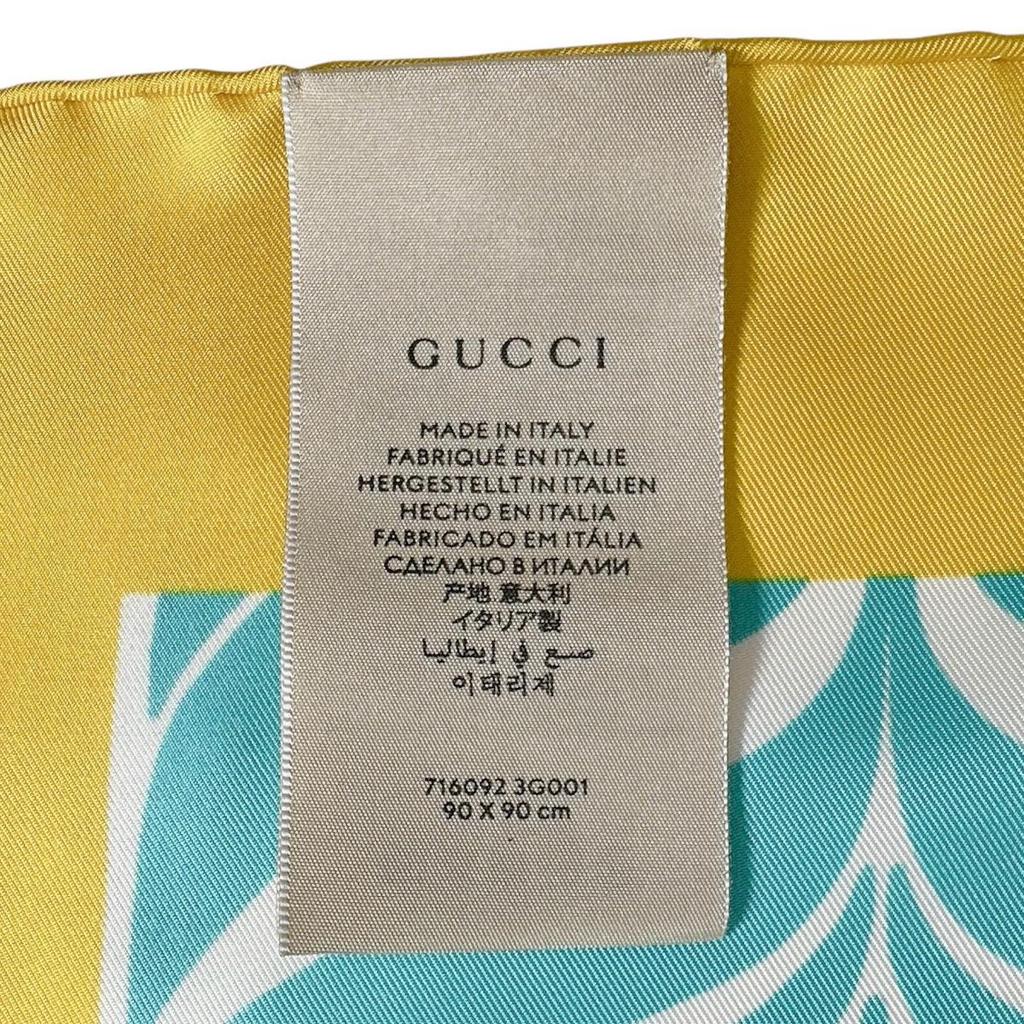 GUCCI
MADE IN ITALY
FABRIQUÉ EN ITALIE
HERGESTELLT IN ITALIEN
HECHO EN ITALIA
FABRICADO EM ITÁLIA
СДЕЛАНО В ИТАЛИИ
产地 意大利
イタリア製
صنع في إيطاليا
이태리제
716092 3G001
90 X 90 cm